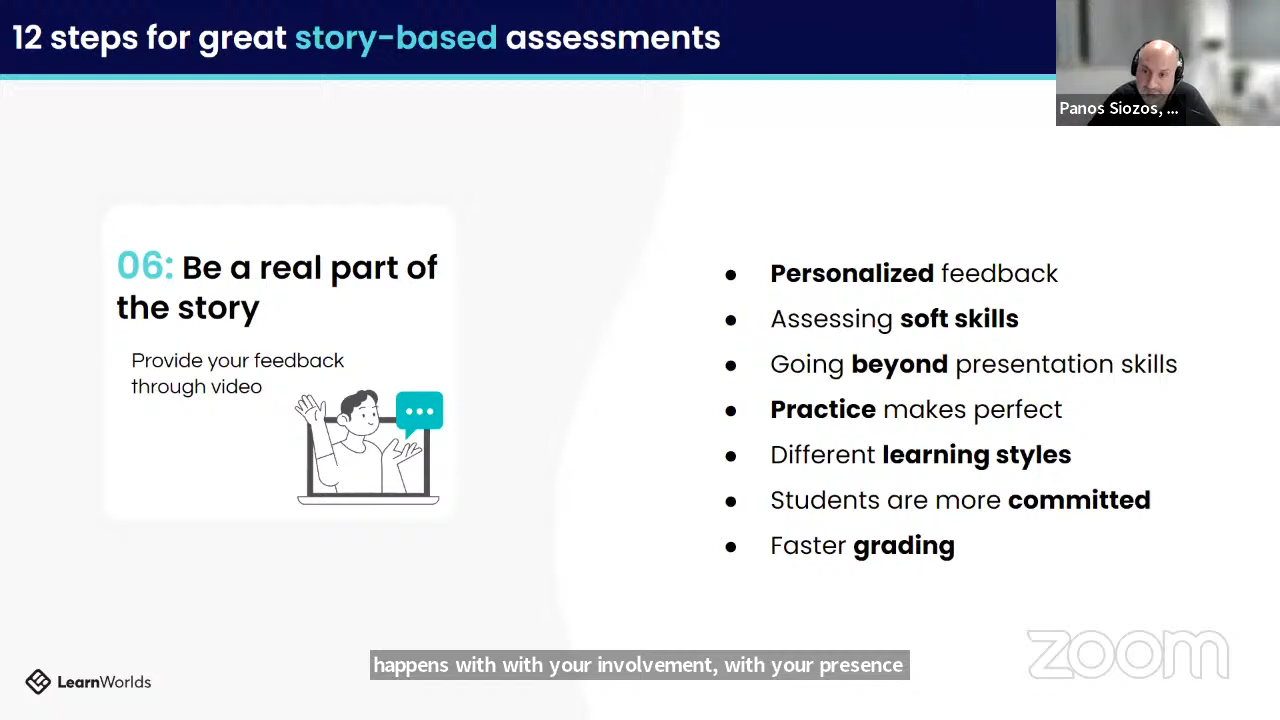 12 steps for great story-based assessments
Panos Siozos, ...
06: Be a real part of
the story
Provide your feedback
through video
● Personalized feedback
● Assessing soft skills
● Going beyond presentation skills
● Practice makes perfect
● Different learning styles
● Students are more committed
● Faster grading
happens with with your involvement, with your presence
LearnWorlds
zoom